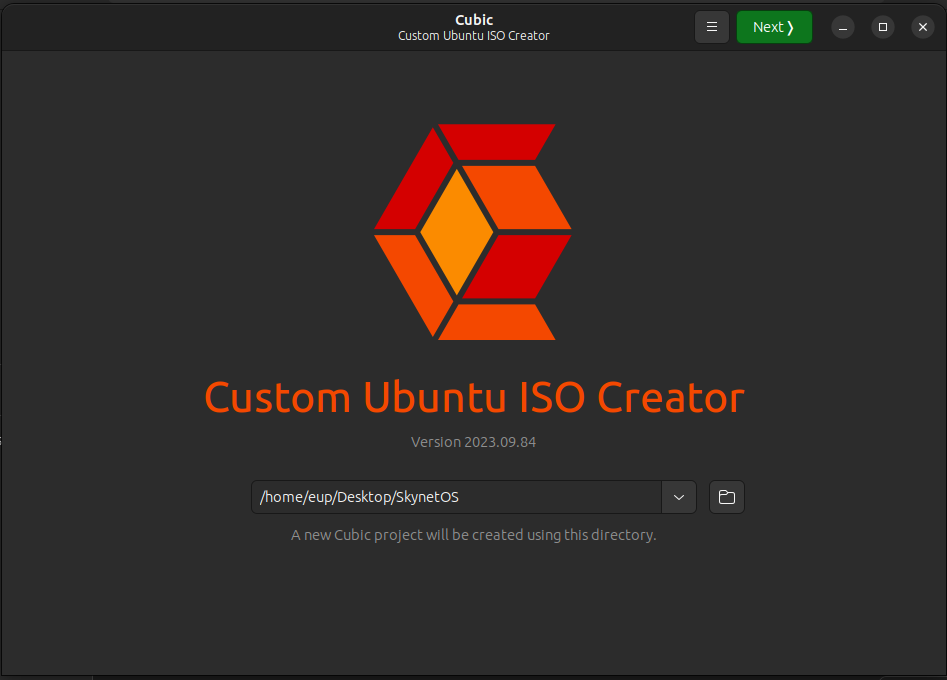 Cubic
Custom Ubuntu ISO Creator
Next ❭
Custom Ubuntu ISO Creator
Version 2023.09.84
/home/eup/Desktop/SkynetOS
A new Cubic project will be created using this directory.